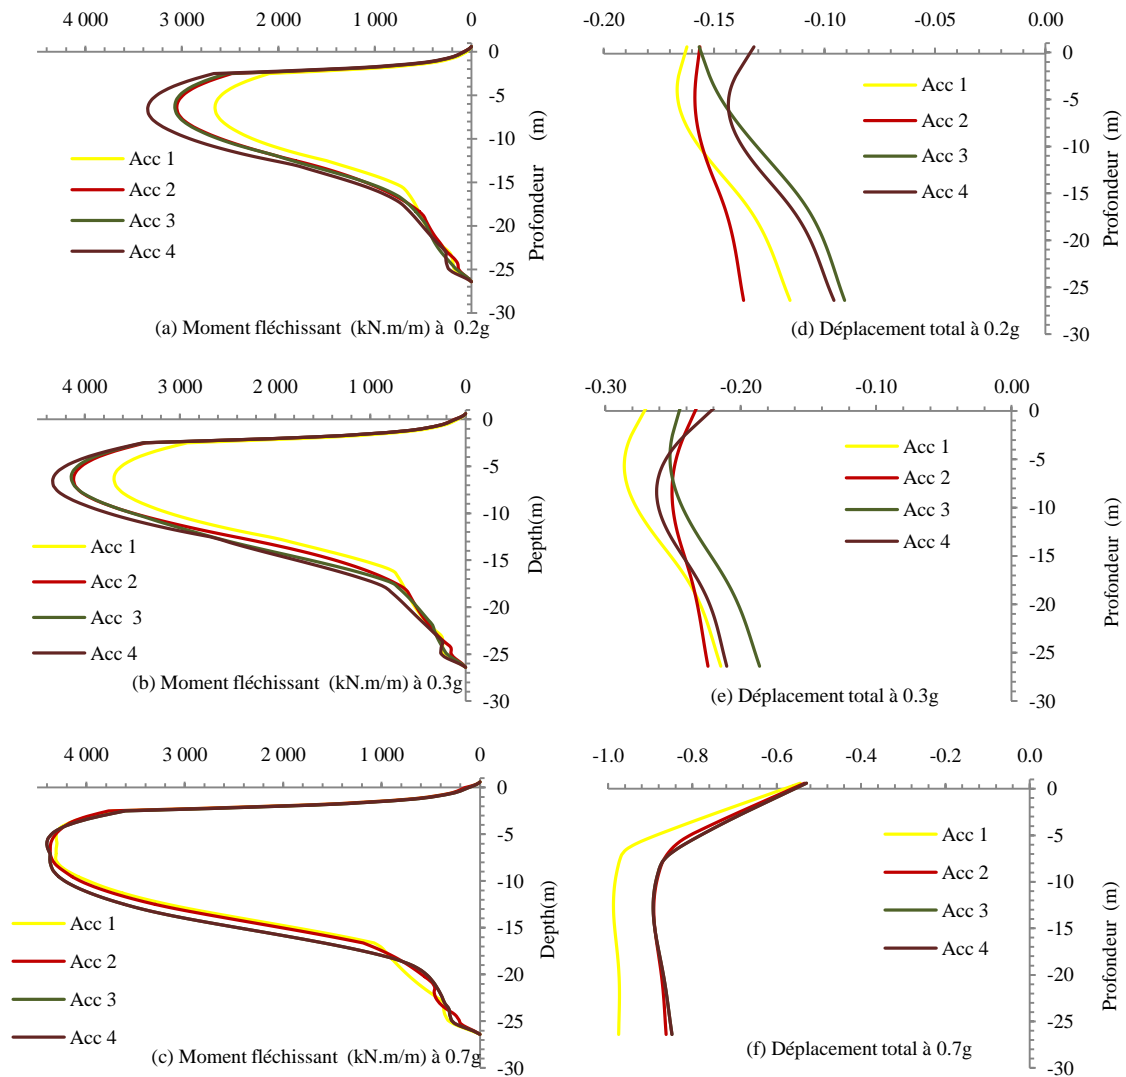 4 000 3 000 2 000 1 000 0
0
-5
-10
-15
-20
-25
-30
Profondeur (m)
Acc 1
Acc 2
Acc 3
Acc 4
(a) Moment fléchissant (kN.m/m) à 0.2g
-0.20 -0.15 -0.10 -0.05 0.00
0
-5
-10
-15
-20
-25
-30
Profondeur (m)
Acc 1
Acc 2
Acc 3
Acc 4
(d) Déplacement total à 0.2g
4 000 3 000 2 000 1 000 0
0
-5
-10
-15
-20
-25
-30
Depth(m)
Acc 1
Acc 2
Acc 3
Acc 4
(b) Moment fléchissant (kN.m/m) à 0.3g
-0.30 -0.20 -0.10 0.00
0
-5
-10
-15
-20
-25
-30
Profondeur (m)
Acc 1
Acc 2
Acc 3
Acc 4
(e) Déplacement total à 0.3g
4 000 3 000 2 000 1 000 0
0
-5
-10
-15
-20
-25
-30
Depth(m)
Acc 1
Acc 2
Acc 3
Acc 4
(c) Moment fléchissant (kN.m/m) à 0.7g
-1.0 -0.8 -0.6 -0.4 -0.2 0.0
0
-5
-10
-15
-20
-25
-30
Profondeur (m)
Acc 1
Acc 2
Acc 3
Acc 4
(f) Déplacement total à 0.7g